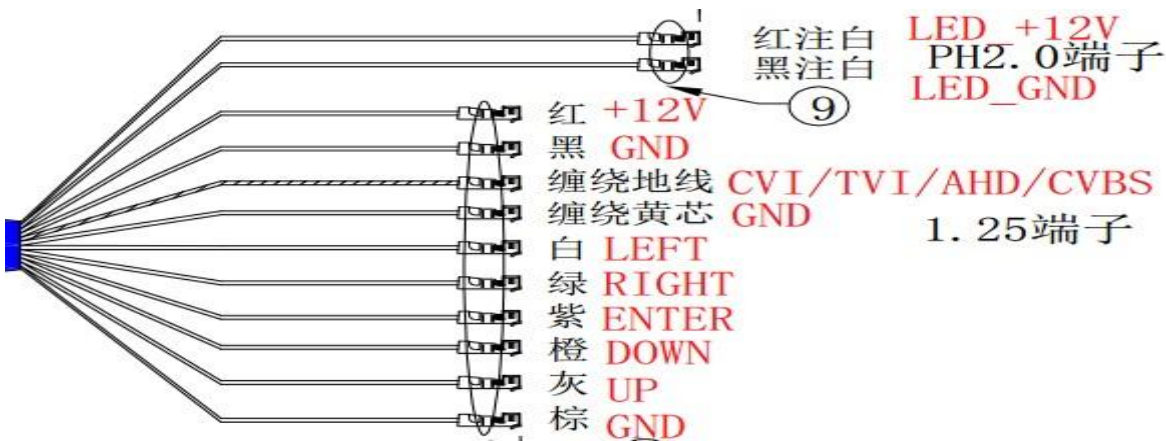 红注白 LED_+12V
黑注白 PH2.0端子
LED_GND
9
红 +12V
黑 GND
缠绕地线 CVI/TVI/AHD/CVBS
缠绕黄芯 GND
1.25端子
白 LEFT
绿 RIGHT
紫 ENTER
橙 DOWN
灰 UP
棕 GND